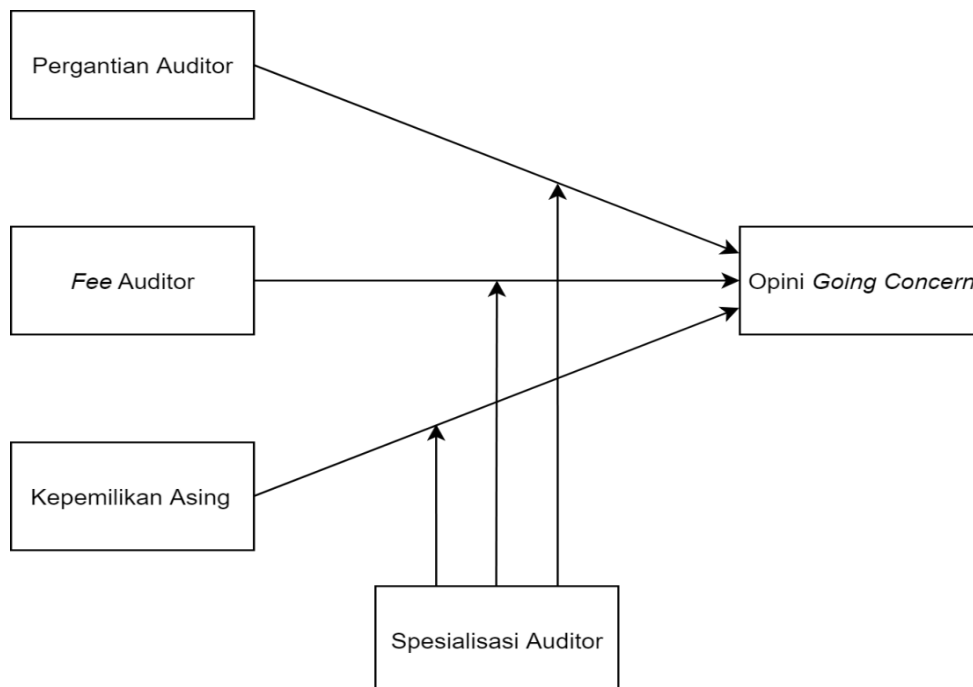 Pergantian Auditor
Fee Auditor
Opini Going Concern
Kepemilikan Asing
Spesialisasi Auditor